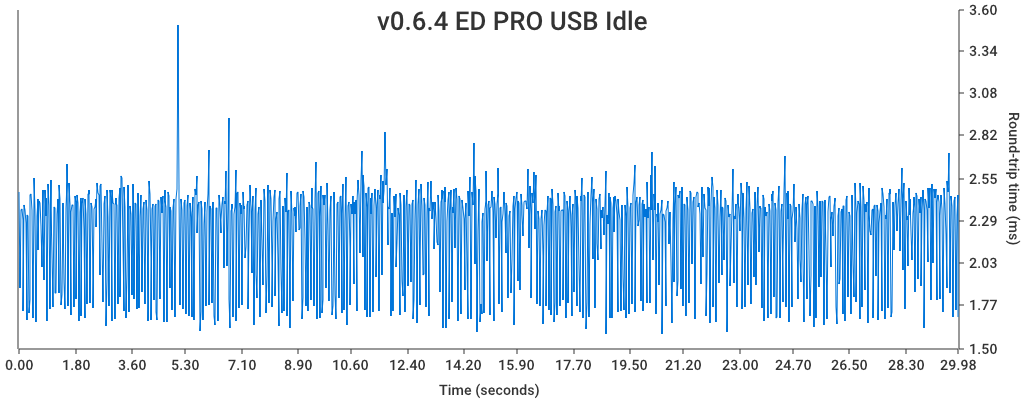 v0.6.4 ED PRO USB Idle
3.60
3.34
3.08
2.82
2.55
2.29
2.03
1.77
1.50
Round-trip time (ms)
0.00 1.80 3.60 5.30 7.10 8.90 10.60 12.40 14.20 15.90 17.70 19.50 21.20 23.00 24.70 26.50 28.30 29.98
Time (seconds)